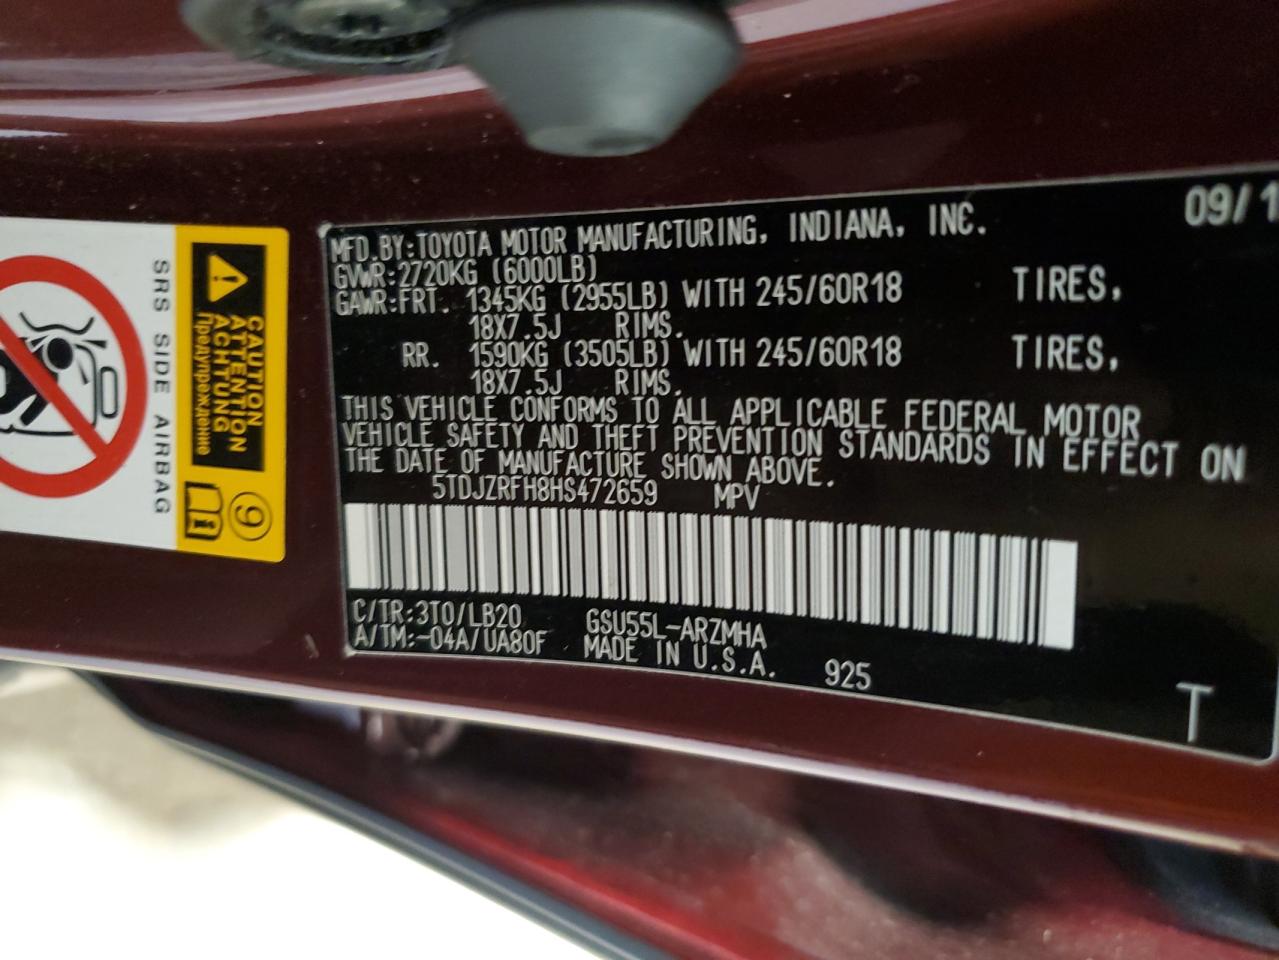 09/1
MFD.BY:TOYOTA MOTOR MANUFACTURING, INDIANA, INC.
GVWR:2720KG (6000LB)
GAWR:FRT. 1345KG (2955LB) WITH 245/60R18 TIRES,
18X7.5J RIMS.
RR. 1590KG (3505LB) WITH 245/60R18 TIRES,
18X7.5J RIMS.
THIS VEHICLE CONFORMS TO ALL APPLICABLE FEDERAL MOTOR
VEHICLE SAFETY AND THEFT PREVENTION STANDARDS IN EFFECT ON
THE DATE OF MANUFACTURE SHOWN ABOVE.
5TDJZRFH8HS472659 MPV
C/TR:3T0/LB20 GSU55L-ARZMHA
A/TM:-04A/UA80F MADE IN U.S.A. 925
T
CAUTION
ATTENTION
ACHTUNG
Предупреждение
9
SRS SIDE AIRBAG